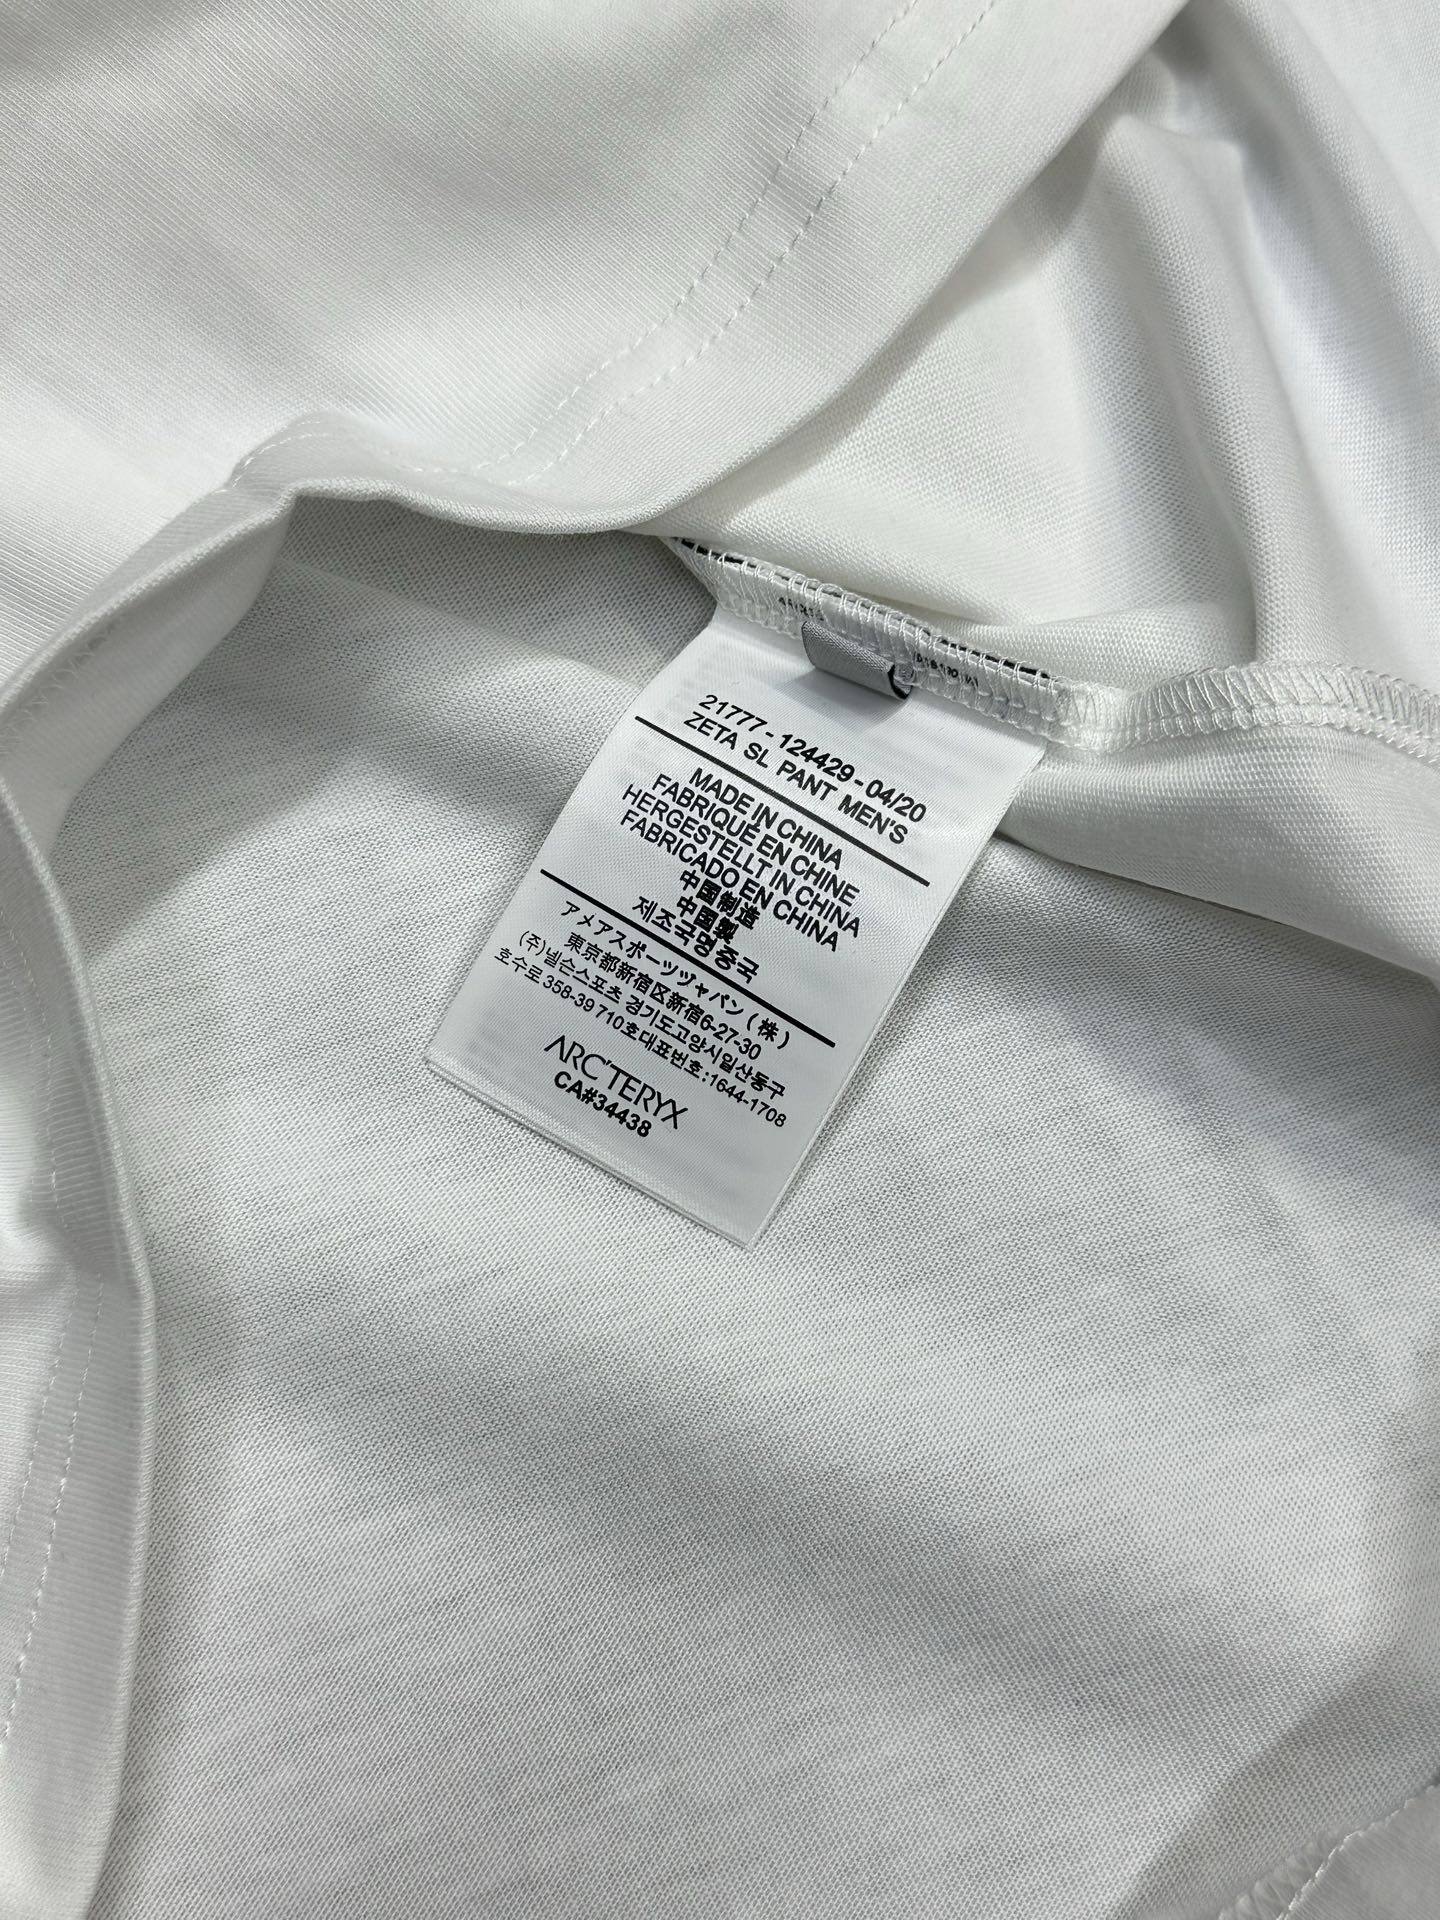 21777-124429-04/20
ZETA SL PANT MEN'S
MADE IN CHINA
FABRIQUÉ EN CHINE
HERGESTELLT IN CHINA
FABRICADO EN CHINA
中国制造
中國製
제조국명중국
アメアスポーツジャパン(株)
東京都新宿区新宿6-27-30
(주)넬슨스포츠 경기도고양시일산동구
호수로358-39 710호대표번호:1644-1708
ARC'TERYX
CA#34438